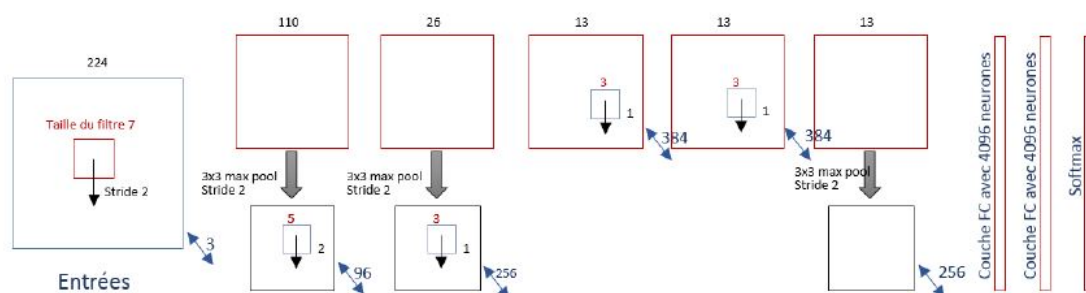 224
Taille du filtre 7
Stride 2
3
Entrées
110
3x3 max pool
Stride 2
5
2
96
26
3x3 max pool
Stride 2
3
1
256
13
3
1
384
13
3
1
384
13
3x3 max pool
Stride 2
256
Couche FC avec 4096 neurones
Couche FC avec 4096 neurones
Softmax